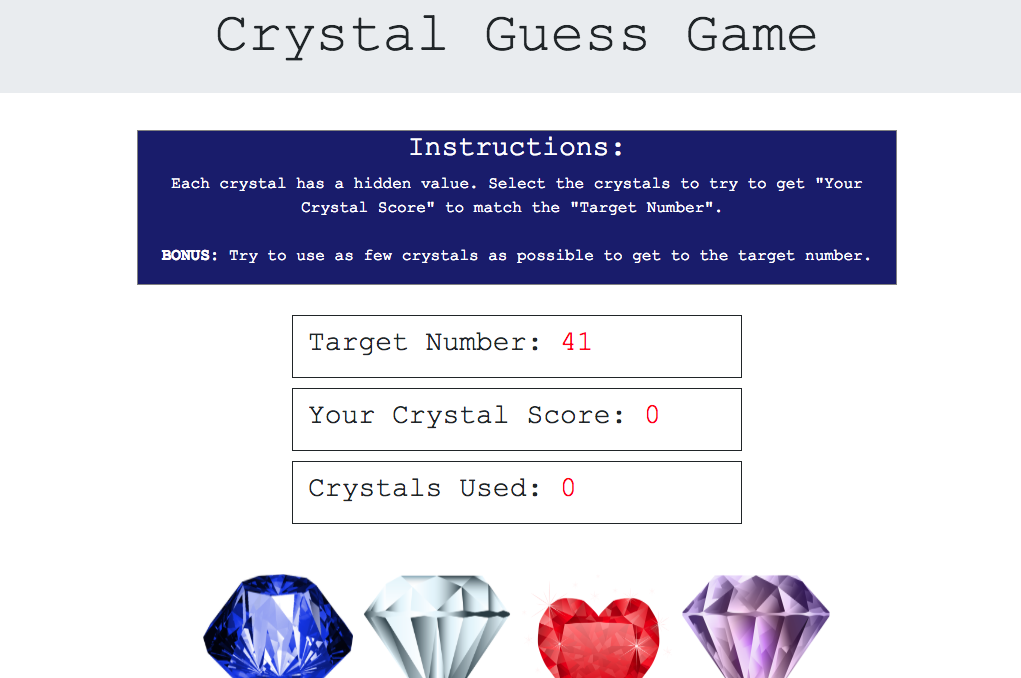 Crystal Guess Game
Instructions:
Each crystal has a hidden value. Select the crystals to try to get "Your
Crystal Score" to match the "Target Number".
BONUS: Try to use as few crystals as possible to get to the target number.
Target Number: 41
Your Crystal Score: 0
Crystals Used: 0